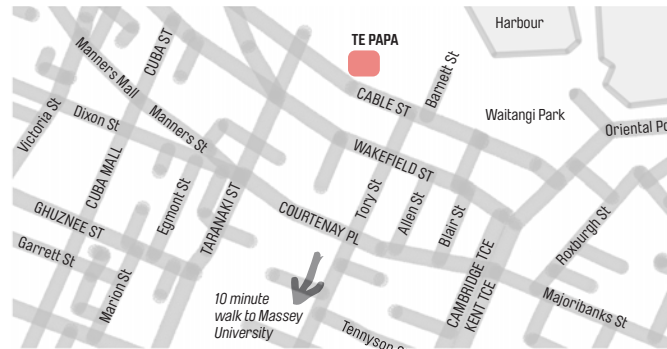 Harbour
TE PAPA
CUBA ST
Manners Mall
Barnett St
CABLE ST
Waitangi Park
Victoria St
Dixon St
Manners St
Oriental Po
WAKEFIELD ST
CUBA MALL
Egmont St
TARANAKI ST
Tory St
Allen St
Blair St
GHUZNEE ST
COURTENAY PL
Roxburgh St
Garrett St
Marion St
CAMBRIDGE TCE
KENT TCE
10 minute
walk to Massey
University
Majoribanks St
Tennyson